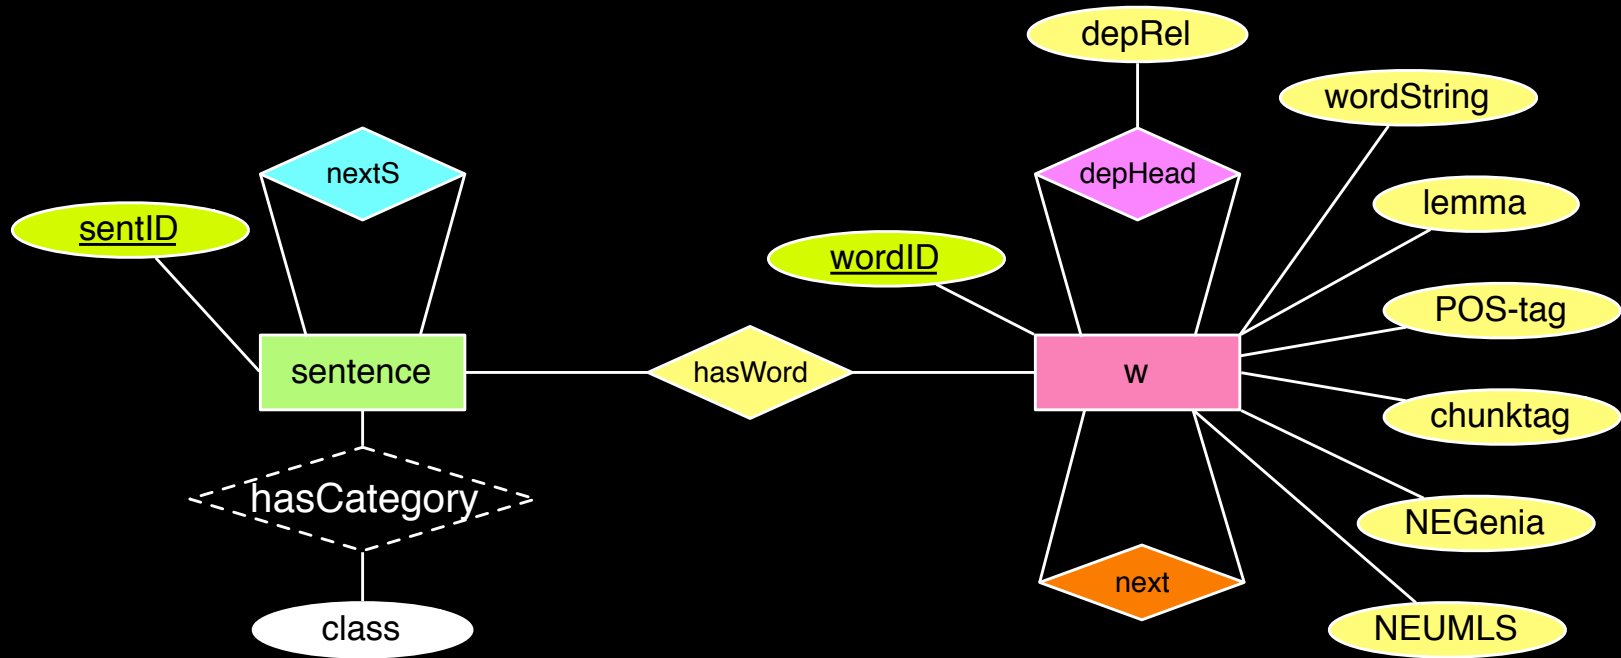 depRel
wordString
nextS
depHead
lemma
sentID
wordID
POS-tag
sentence
hasWord
w
chunktag
hasCategory
NEGenia
next
class
NEUMLS